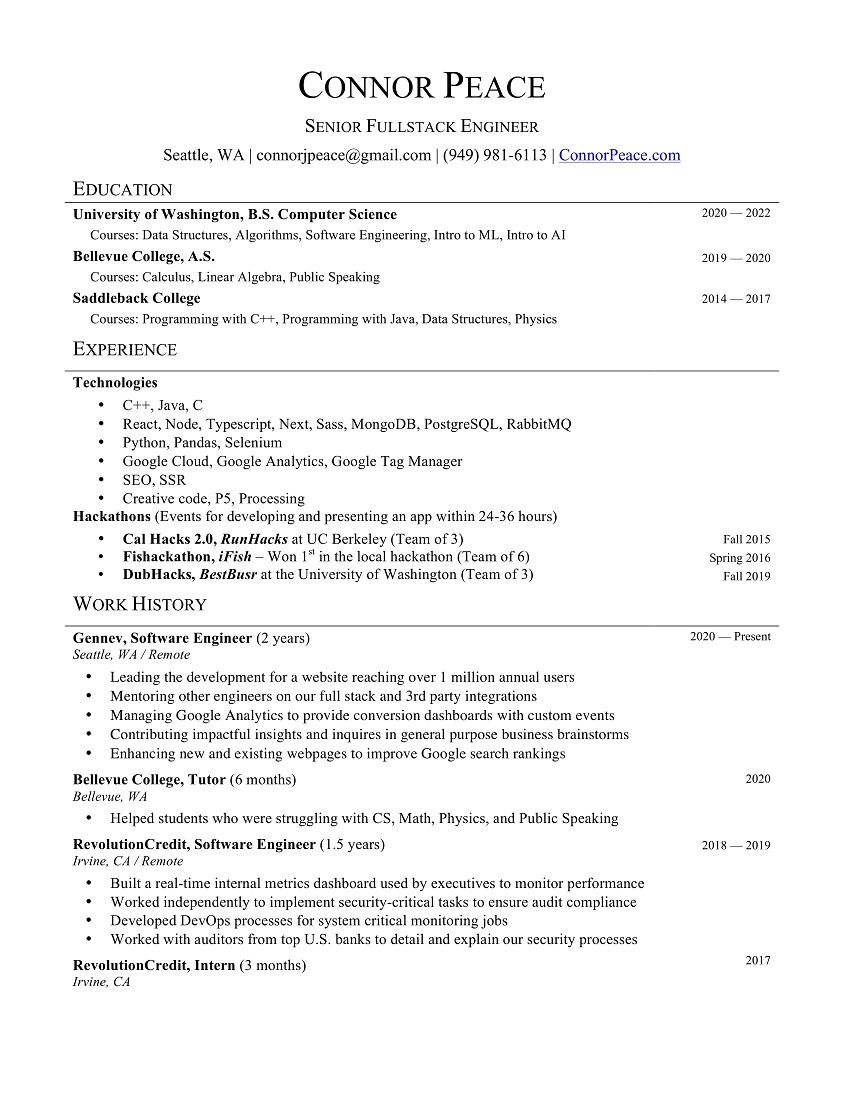 CONNOR PEACE
SENIOR FULLSTACK ENGINEER
Seattle, WA | connorjpeace@gmail.com | (949) 981-6113 | ConnorPeace.com
EDUCATION
University of Washington, B.S. Computer Science 2020 — 2022
Courses: Data Structures, Algorithms, Software Engineering, Intro to ML, Intro to AI
Bellevue College, A.S. 2019 — 2020
Courses: Calculus, Linear Algebra, Public Speaking
Saddleback College 2014 — 2017
Courses: Programming with C++, Programming with Java, Data Structures, Physics
EXPERIENCE
Technologies
• C++, Java, C
• React, Node, Typescript, Next, Sass, MongoDB, PostgreSQL, RabbitMQ
• Python, Pandas, Selenium
• Google Cloud, Google Analytics, Google Tag Manager
• SEO, SSR
• Creative code, P5, Processing
Hackathons (Events for developing and presenting an app within 24-36 hours)
• Cal Hacks 2.0, RunHacks at UC Berkeley (Team of 3) Fall 2015
• Fishackathon, iFish – Won 1st in the local hackathon (Team of 6) Spring 2016
• DubHacks, BestBusr at the University of Washington (Team of 3) Fall 2019
WORK HISTORY
Gennev, Software Engineer (2 years) 2020 — Present
Seattle, WA / Remote
• Leading the development for a website reaching over 1 million annual users
• Mentoring other engineers on our full stack and 3rd party integrations
• Managing Google Analytics to provide conversion dashboards with custom events
• Contributing impactful insights and inquires in general purpose business brainstorms
• Enhancing new and existing webpages to improve Google search rankings
Bellevue College, Tutor (6 months) 2020
Bellevue, WA
• Helped students who were struggling with CS, Math, Physics, and Public Speaking
RevolutionCredit, Software Engineer (1.5 years) 2018 — 2019
Irvine, CA / Remote
• Built a real-time internal metrics dashboard used by executives to monitor performance
• Worked independently to implement security-critical tasks to ensure audit compliance
• Developed DevOps processes for system critical monitoring jobs
• Worked with auditors from top U.S. banks to detail and explain our security processes
RevolutionCredit, Intern (3 months) 2017
Irvine, CA